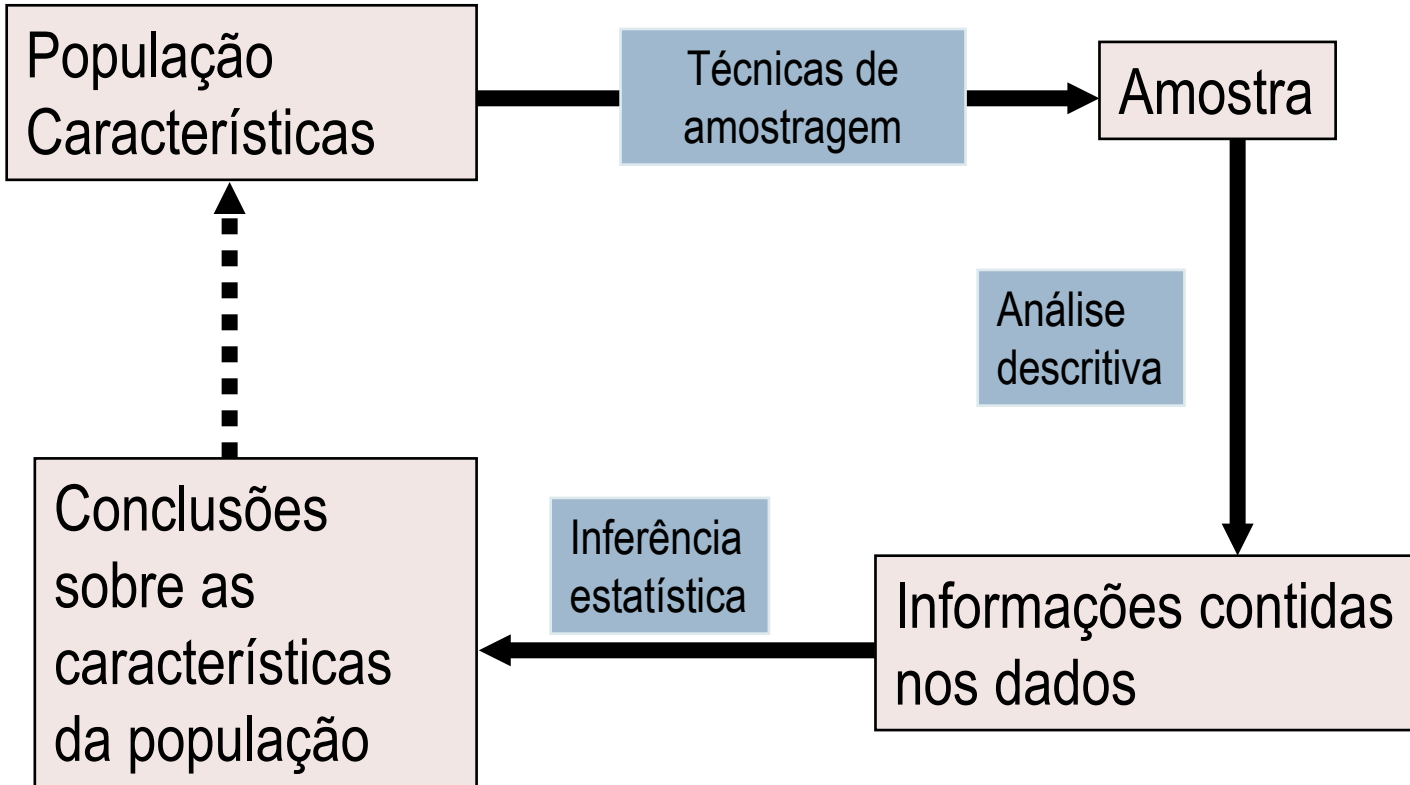 População
Características
Técnicas de
amostragem
Amostra
Análise
descritiva
Informações contidas
nos dados
Inferência
estatística
Conclusões
sobre as
características
da população